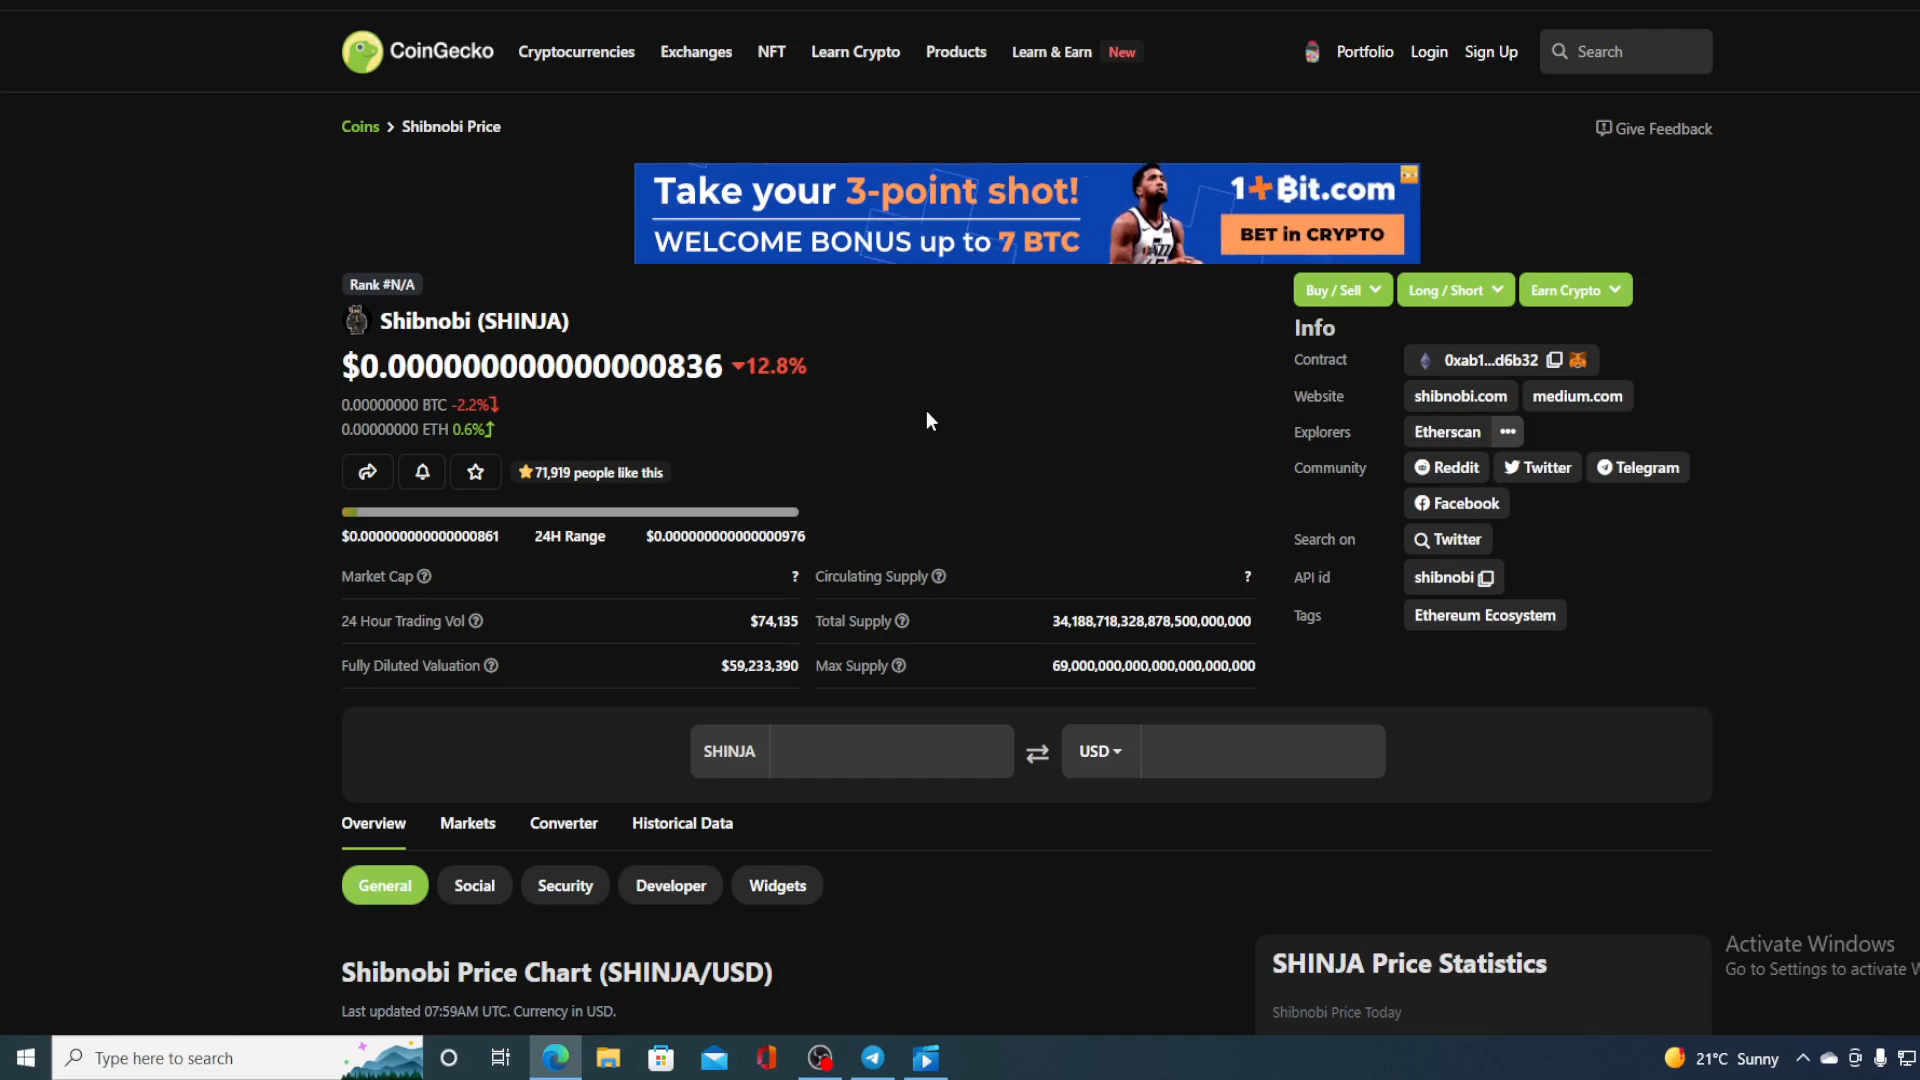 CoinGecko Cryptocurrencies Exchanges NFT Learn Crypto Products Learn & Earn New Portfolio Login Sign Up Search
Coins > Shibnobi Price
Give Feedback
Take your 3-point shot!
WELCOME BONUS up to 7 BTC
1xBit.com
BET in CRYPTO
Rank #N/A
Shibnobi (SHINJA)
$0.000000000000000836 12.8%
0.00000000 BTC -2.2%
0.00000000 ETH 0.6%
71,919 people like this
$0.000000000000000861 24H Range $0.000000000000000976
Market Cap ?
24 Hour Trading Vol $74,135
Fully Diluted Valuation $59,233,390
Circulating Supply ?
Total Supply 34,188,718,328,878,500,000,000
Max Supply 69,000,000,000,000,000,000,000
Buy / Sell Long / Short Earn Crypto
Info
Contract 0xab1...d6b32
Website shibnobi.com medium.com
Explorers Etherscan •••
Community Reddit Twitter Telegram
Facebook
Search on Twitter
API id shibnobi
Tags Ethereum Ecosystem
SHINJA USD
Overview Markets Converter Historical Data
General Social Security Developer Widgets
Shibnobi Price Chart (SHINJA/USD)
Last updated 07:59AM UTC. Currency in USD.
SHINJA Price Statistics
Shibnobi Price Today
Activate Windows
Go to Settings to activate W
Type here to search
21°C Sunny